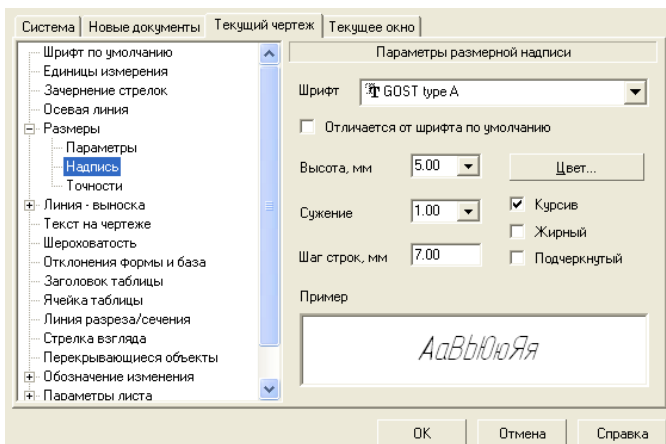 Система
Новые документы
Текущий чертеж
Текущее окно
Шрифт по умолчанию
Единицы измерения
Зачернение стрелок
Осевая линия
Размеры
Параметры
Надпись
Точности
Линия - выноска
Текст на чертеже
Шероховатость
Отклонения формы и база
Заголовок таблицы
Ячейка таблицы
Линия разреза/сечения
Стрелка взгляда
Перекрывающиеся объекты
Обозначение изменения
Параметры листа
Параметры размерной надписи
Шрифт
GOST type A
Отличается от шрифта по умолчанию
Высота, мм
5.00
Цвет...
Сужение
1.00
Курсив
Жирный
Шаг строк, мм
7.00
Подчеркнутый
Пример
АаВЬЮюЯя
OK
Отмена
Справка